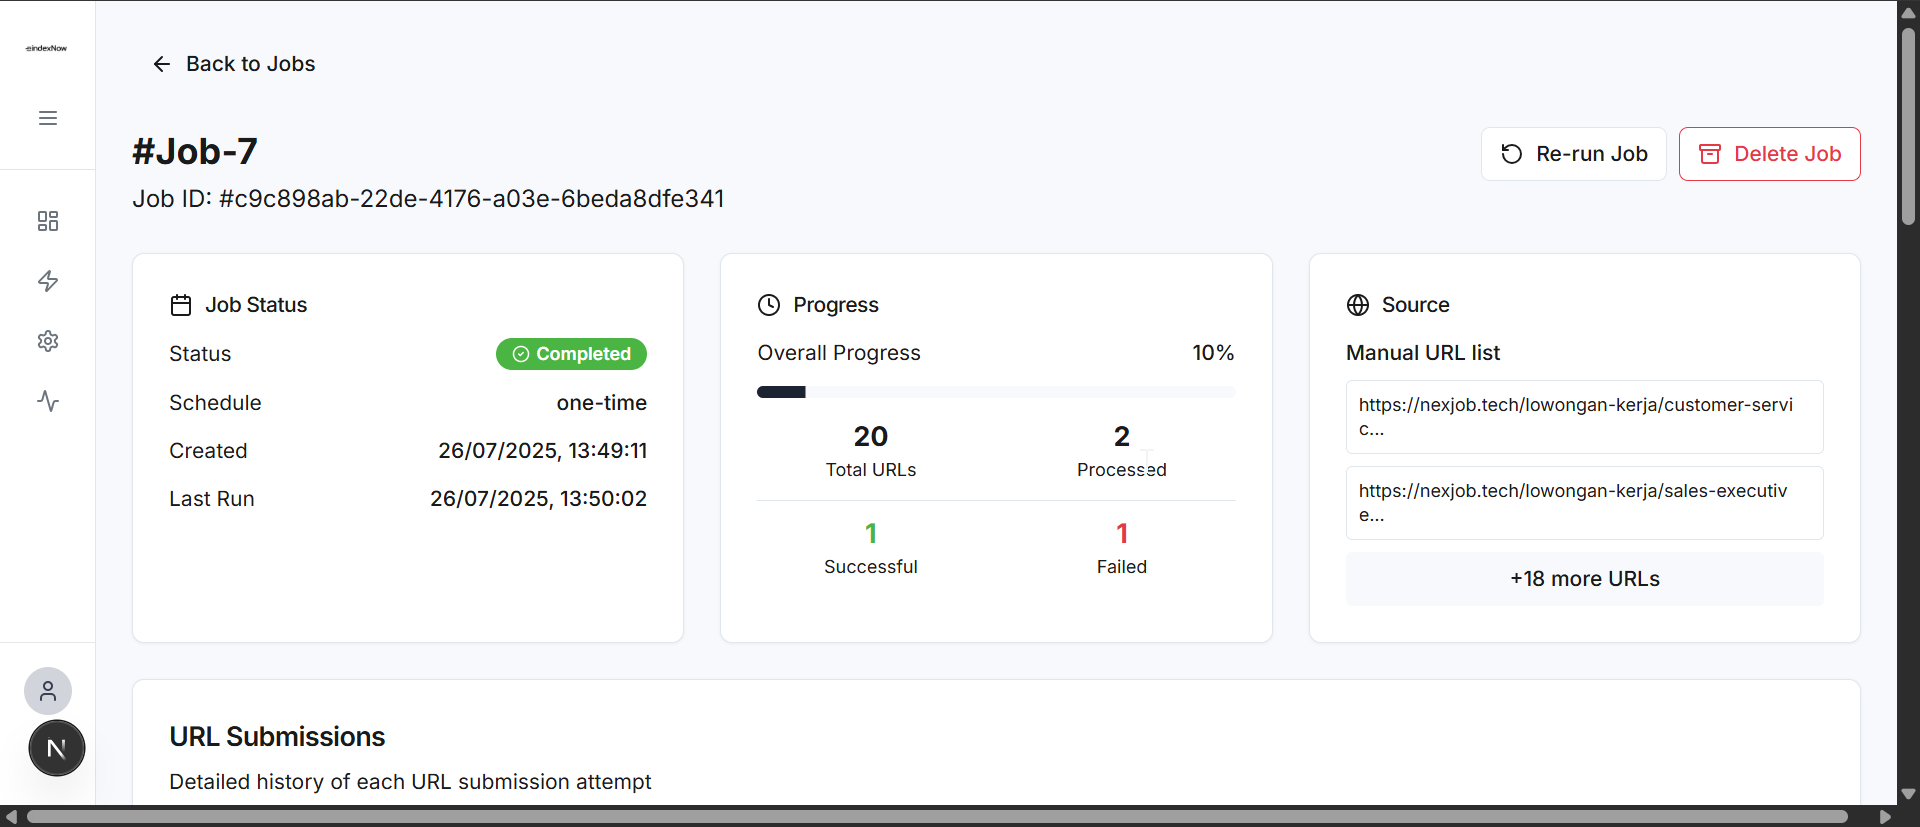 indexNow
Back to Jobs
#Job-7
Job ID: #c9c898ab-22de-4176-a03e-6beda8dfe341
Re-run Job
Delete Job
Job Status
Status
Completed
Schedule
one-time
Created
26/07/2025, 13:49:11
Last Run
26/07/2025, 13:50:02
Progress
Overall Progress
10%
20
Total URLs
2
Processed
1
Successful
1
Failed
Source
Manual URL list
https://nexjob.tech/lowongan-kerja/customer-servi
c...
https://nexjob.tech/lowongan-kerja/sales-executiv
e...
+18 more URLs
N
URL Submissions
Detailed history of each URL submission attempt